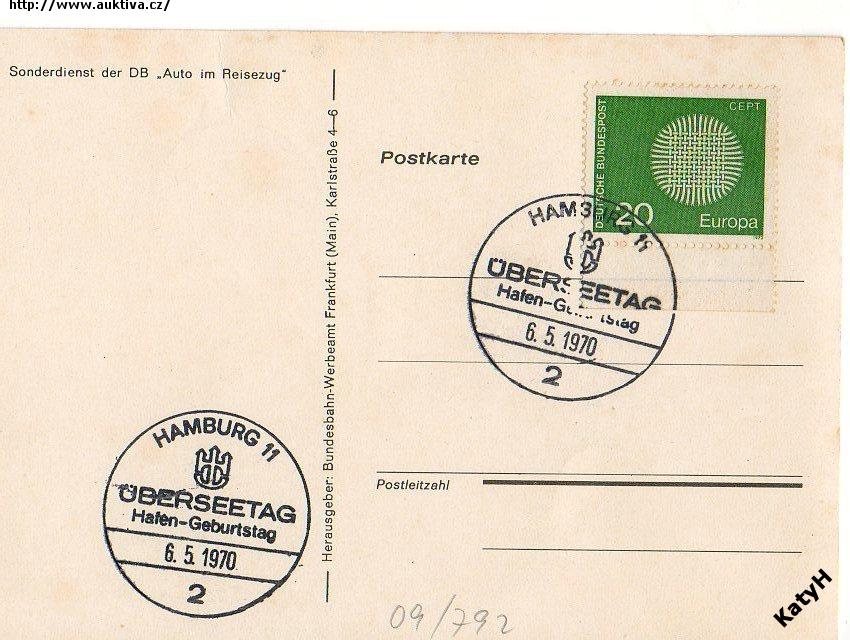 http://www.auktiva.cz/
Sonderdienst der DB „Auto im Reisezug"
Herausgeber: Bundesbahn-Werbeamt Frankfurt (Main), Karlstraße 4—6
Postkarte
DEUTSCHE BUNDESPOST
CEPT
20
Europa
HAMBURG 11
ÜBERSEETAG
Hafen-Geburtstag
6. 5. 1970
2
Postleitzahl
HAMBURG 11
ÜBERSEETAG
Hafen-Geburtstag
6. 5. 1970
2
09/792
KatyH